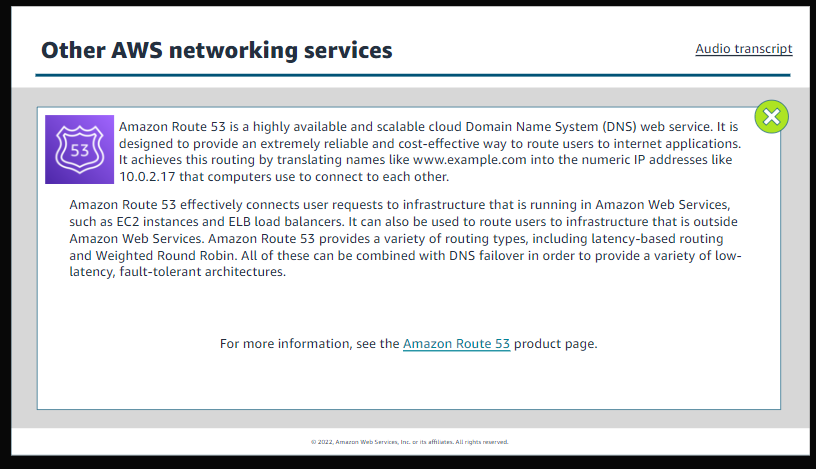 Other AWS networking services
Audio transcript
53
Amazon Route 53 is a highly available and scalable cloud Domain Name System (DNS) web service. It is
designed to provide an extremely reliable and cost-effective way to route users to internet applications.
It achieves this routing by translating names like www.example.com into the numeric IP addresses like
10.0.2.17 that computers use to connect to each other.
Amazon Route 53 effectively connects user requests to infrastructure that is running in Amazon Web Services,
such as EC2 instances and ELB load balancers. It can also be used to route users to infrastructure that is outside
Amazon Web Services. Amazon Route 53 provides a variety of routing types, including latency-based routing
and Weighted Round Robin. All of these can be combined with DNS failover in order to provide a variety of low-
latency, fault-tolerant architectures.
For more information, see the Amazon Route 53 product page.
© 2022, Amazon Web Services, Inc. or its affiliates. All rights reserved.